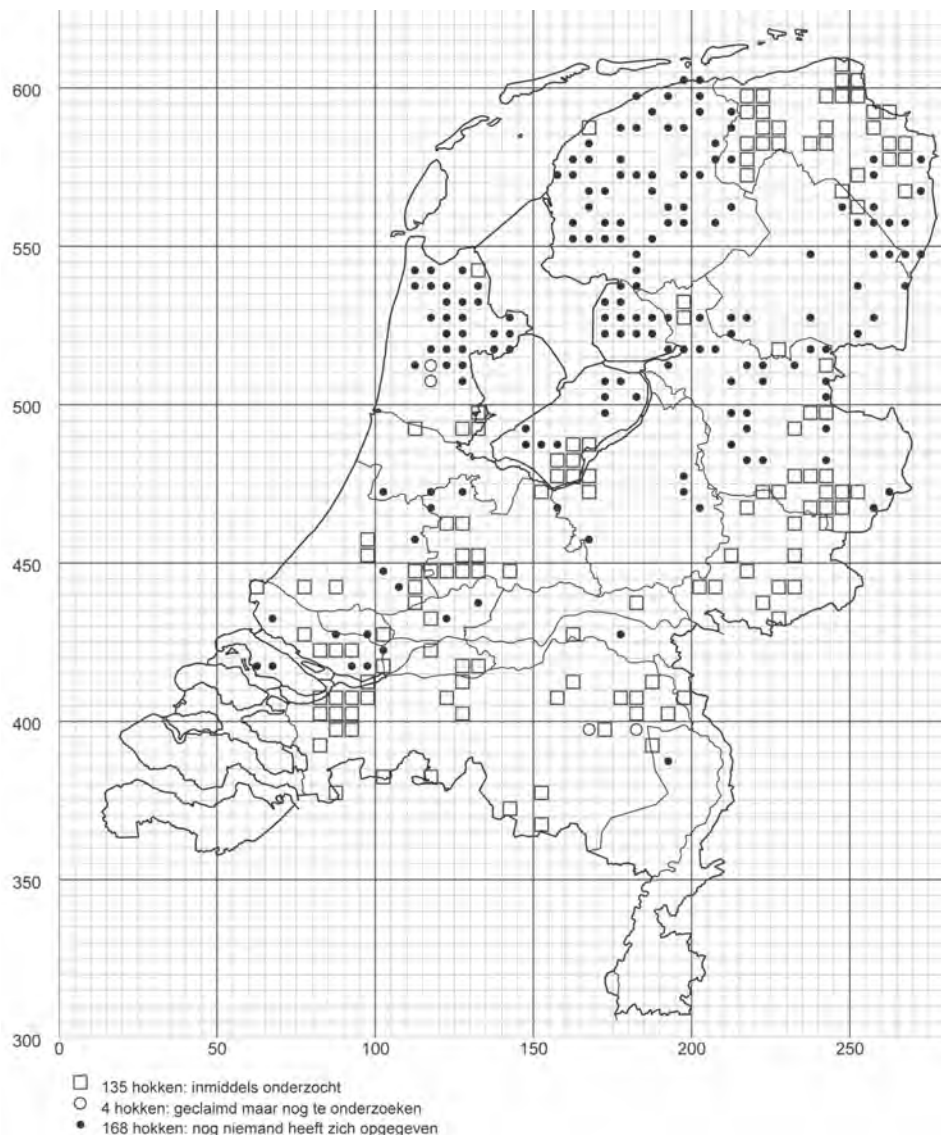 600
550
500
450
400
350
300
0 50 100 150 200 250
135 hokken: inmiddels onderzocht
4 hokken: geclaimd maar nog te onderzoeken
168 hokken: nog niemand heeft zich opgegeven